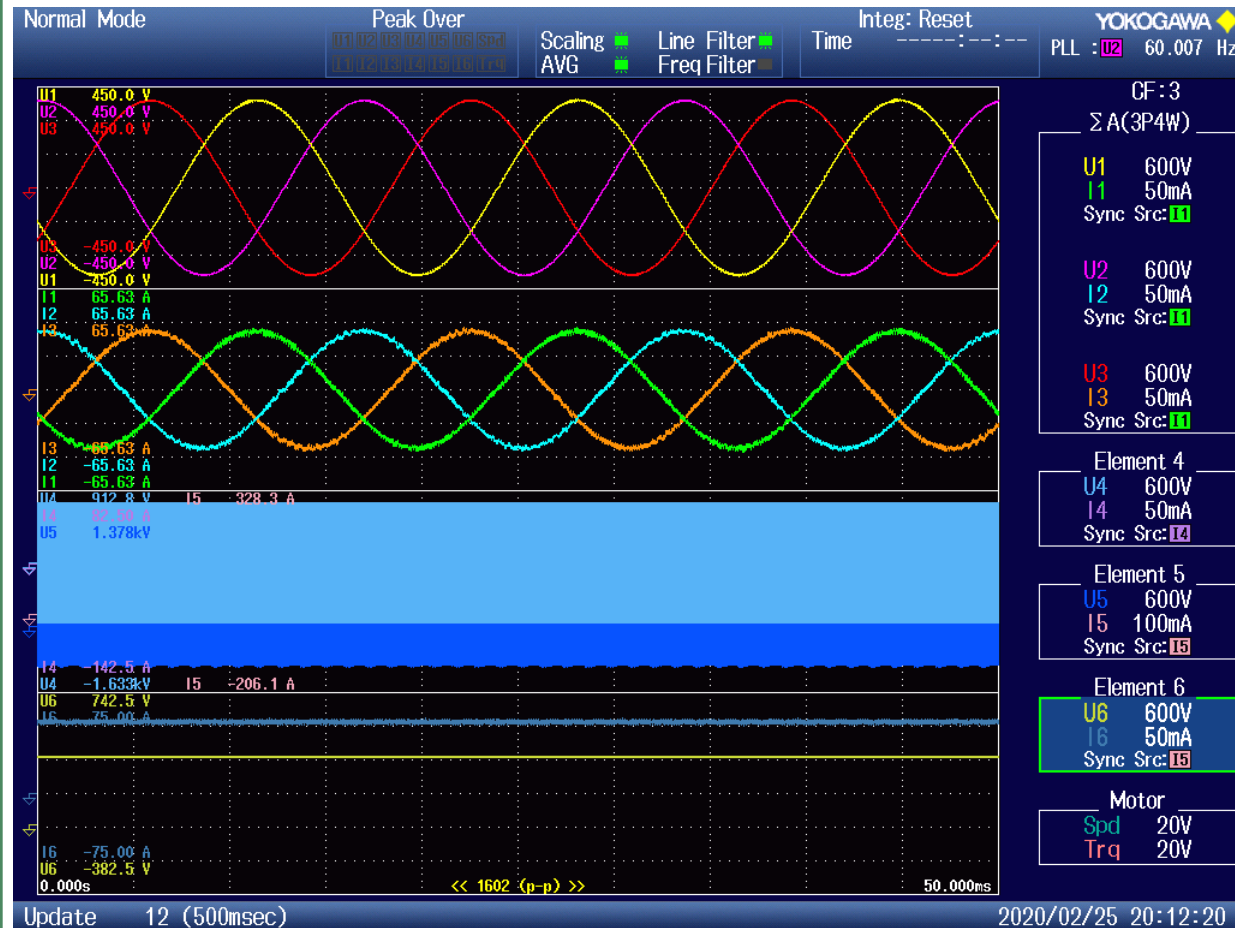 Normal Mode
Peak Over
U1 U2 U3 U4 U5 U6 Spd
I1 I2 I3 I4 I5 I6 Trq
Scaling
AVG
Line Filter
Freq Filter
Integ: Reset
Time -----:--:--
YOKOGAWA
PLL : U2 60.007 Hz
U1 450.0 V
U2 450.0 V
U3 450.0 V
U3 -450.0 V
U2 -450.0 V
U1 -450.0 V
I1 65.63 A
I2 65.63 A
I3 65.63 A
I3 -65.63 A
I2 -65.63 A
I1 -65.63 A
U4 912.8 V I5 328.3 A
I4 82.50 A
U5 1.378kV
I4 -142.5 A
U4 -1.633kV I5 -206.1 A
U6 742.5 V
I6 75.00 A
I6 -75.00 A
U6 -382.5 V
0.000s
<< 1602 (p-p) >>
50.000ms
CF:3
ΣA(3P4W)
U1 600V
I1 50mA
Sync Src: I1
U2 600V
I2 50mA
Sync Src: I1
U3 600V
I3 50mA
Sync Src: I1
Element 4
U4 600V
I4 50mA
Sync Src: I4
Element 5
U5 600V
I5 100mA
Sync Src: I5
Element 6
U6 600V
I6 50mA
Sync Src: I5
Motor
Spd 20V
Trq 20V
Update 12 (500msec)
2020/02/25 20:12:20